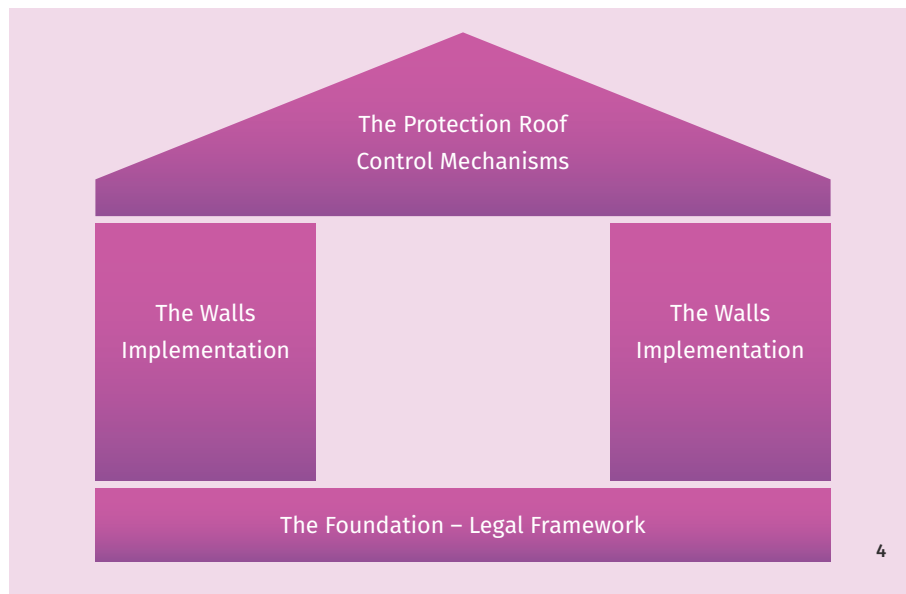 The Protection Roof
Control Mechanisms
The Walls
Implementation
The Walls
Implementation
The Foundation – Legal Framework
4